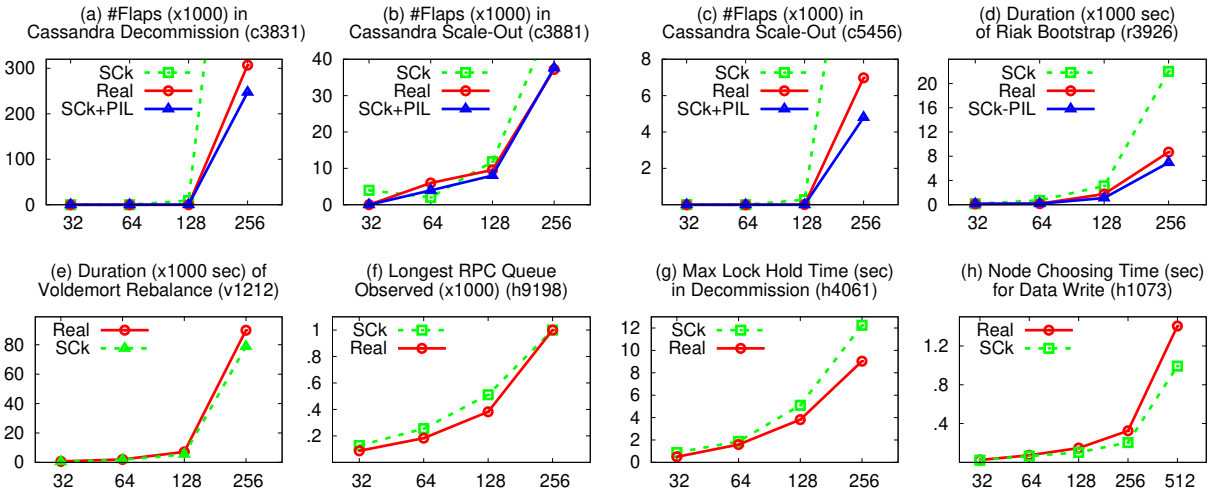 (a) #Flaps (x1000) in
Cassandra Decommission (c3831)
SCk
Real
SCk+PIL
300
200
100
0
32 64 128 256
(b) #Flaps (x1000) in
Cassandra Scale-Out (c3881)
SCk
Real
SCk+PIL
40
30
20
10
0
32 64 128 256
(c) #Flaps (x1000) in
Cassandra Scale-Out (c5456)
SCk
Real
SCk+PIL
8
6
4
2
32 64 128 256
(d) Duration (x1000 sec)
of Riak Bootstrap (r3926)
SCk
Real
SCk-PIL
20
16
12
8
4
0
32 64 128 256
(e) Duration (x1000 sec) of
Voldemort Rebalance (v1212)
Real
SCk
80
60
40
20
0
32 64 128 256
(f) Longest RPC Queue
Observed (x1000) (h9198)
SCk
Real
1
.8
.6
.4
.2
32 64 128 256
(g) Max Lock Hold Time (sec)
in Decommission (h4061)
SCk
Real
12
10
8
6
4
2
0
32 64 128 256
(h) Node Choosing Time (sec)
for Data Write (h1073)
Real
SCk
1.2
.8
.4
32 64 128 256 512